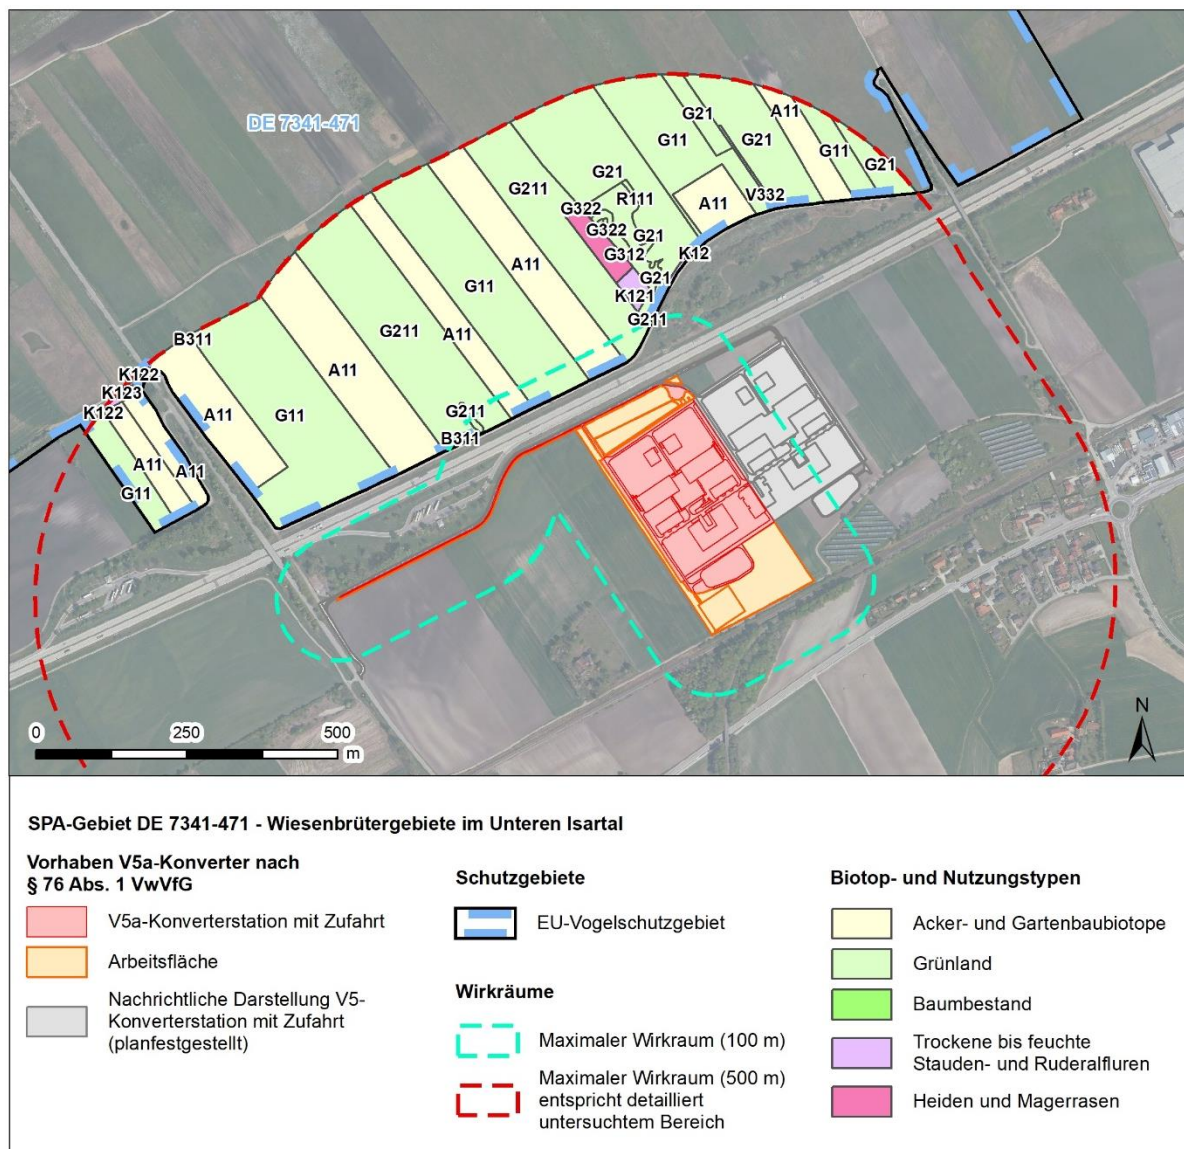 DE 7341-471
G21
A11
G11
G21
G11
G21
G21
G211
R111
V332
A11
G322
G322
G21
G312
K12
A11
G21
K121
G11
G211
B311
G211
A11
A11
K122
K123
K122
A11
G11
G211
B311
A11
A11
G11
N
0
250
500
m
SPA-Gebiet DE 7341-471 - Wiesenbrütergebiete im Unteren Isartal
Vorhaben V5a-Konverter nach
§ 76 Abs. 1 VwVfG
V5a-Konverterstation mit Zufahrt
Arbeitsfläche
Nachrichtliche Darstellung V5-
Konverterstation mit Zufahrt
(planfestgestellt)
Schutzgebiete
EU-Vogelschutzgebiet
Wirkräume
Maximaler Wirkraum (100 m)
Maximaler Wirkraum (500 m)
entspricht detailliert
untersuchtem Bereich
Biotop- und Nutzungstypen
Acker- und Gartenbaubiotope
Grünland
Baumbestand
Trockene bis feuchte
Stauden- und Ruderalfluren
Heiden und Magerrasen